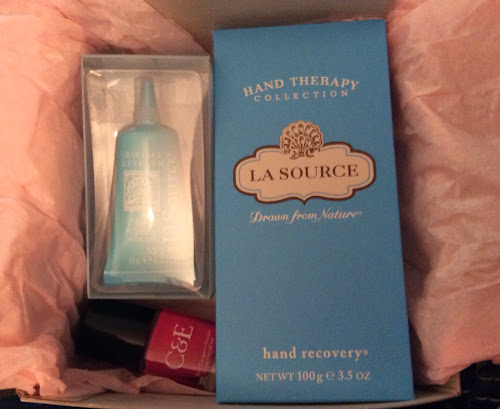 HAND THERAPY
COLLECTION
LA SOURCE
Drawn from Nature®
hand recovery®
NET WT 100g e 3.5 OZ
C&E